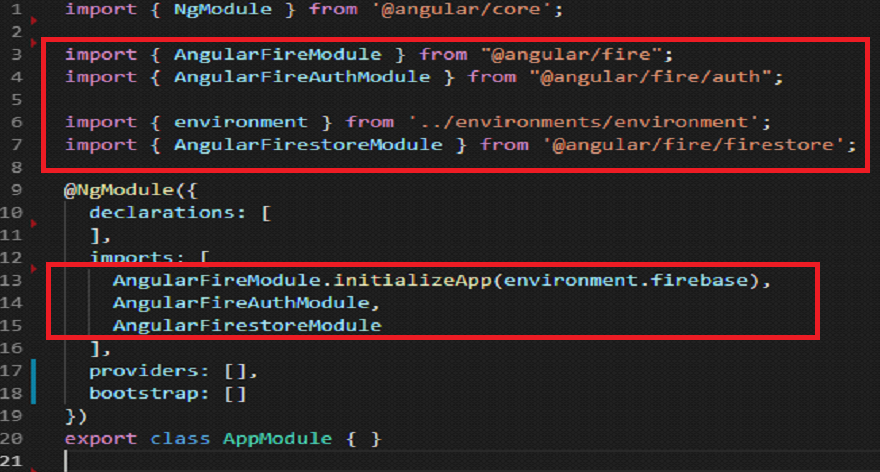 1 import { NgModule } from '@angular/core';
2
3 import { AngularFireModule } from "@angular/fire";
4 import { AngularFireAuthModule } from "@angular/fire/auth";
5
6 import { environment } from '../environments/environment';
7 import { AngularFirestoreModule } from '@angular/fire/firestore';
8
9 @NgModule({
10 declarations: [
11 ],
12 imports: [
13 AngularFireModule.initializeApp(environment.firebase),
14 AngularFireAuthModule,
15 AngularFirestoreModule
16 ],
17 providers: [],
18 bootstrap: []
19 })
20 export class AppModule { }
21